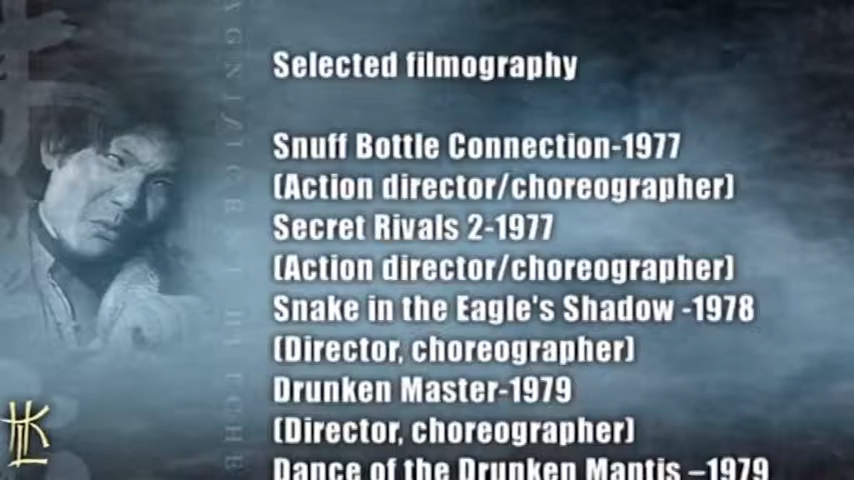 Selected filmography
Snuff Bottle Connection-1977
(Action director/choreographer)
Secret Rivals 2-1977
(Action director/choreographer)
Snake in the Eagle's Shadow -1978
(Director, choreographer)
Drunken Master-1979
(Director, choreographer)
Dance of the Drunken Mantis –1979
HKL